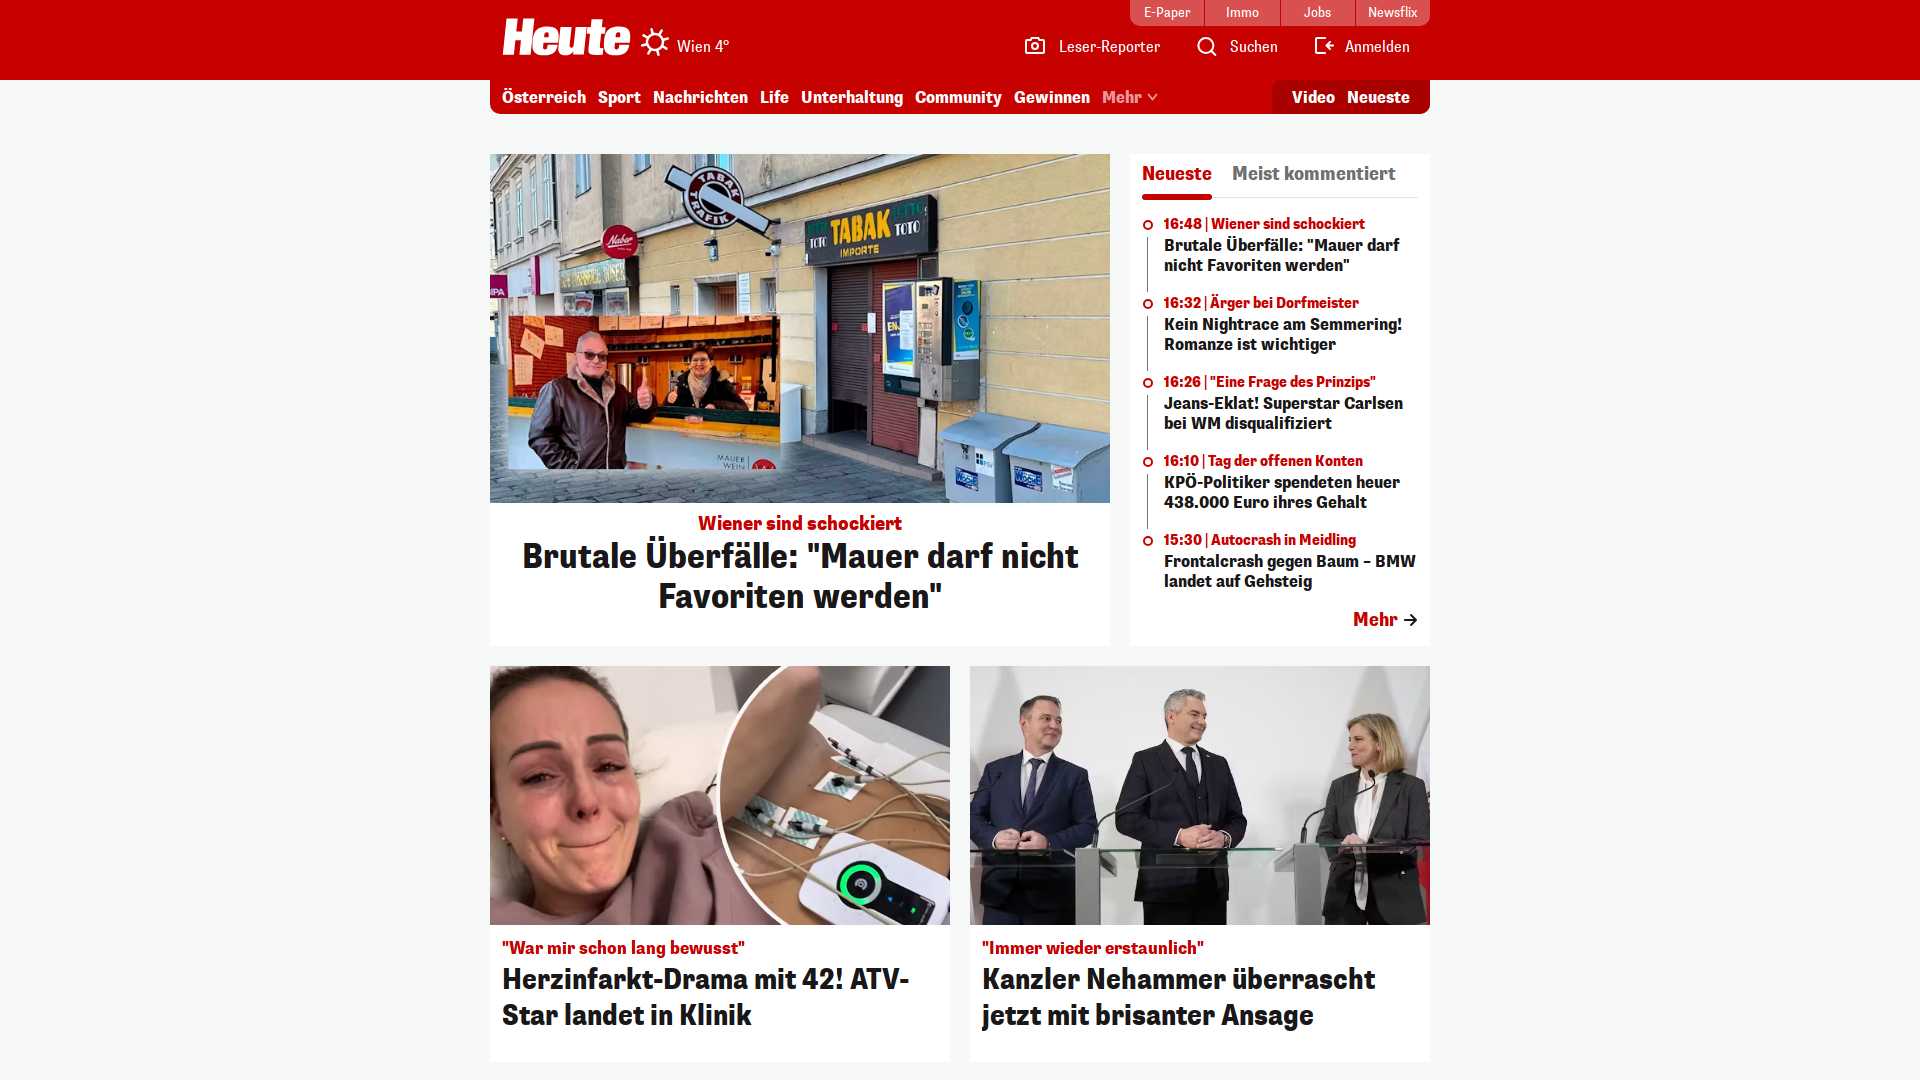 E-Paper
Immo
Jobs
Newsflix
Heute
Wien 4°
Leser-Reporter
Suchen
Anmelden
Österreich
Sport
Nachrichten
Life
Unterhaltung
Community
Gewinnen
Mehr
Video
Neueste
TABAK
TRAFIK
Naber
TOTO
TABAK
TOTO
IMPORTE
MAUER
WEIN
Wiener sind schockiert
Brutale Überfälle: "Mauer darf nicht
Favoriten werden"
Neueste
Meist kommentiert
16:48 | Wiener sind schockiert
Brutale Überfälle: "Mauer darf
nicht Favoriten werden"
16:32 | Ärger bei Dorfmeister
Kein Nightrace am Semmering!
Romanze ist wichtiger
16:26 | "Eine Frage des Prinzips"
Jeans-Eklat! Superstar Carlsen
bei WM disqualifiziert
16:10 | Tag der offenen Konten
KPÖ-Politiker spendeten heuer
438.000 Euro ihres Gehalt
15:30 | Autocrash in Meidling
Frontalcrash gegen Baum – BMW
landet auf Gehsteig
Mehr
"War mir schon lang bewusst"
Herzinfarkt-Drama mit 42! ATV-
Star landet in Klinik
"Immer wieder erstaunlich"
Kanzler Nehammer überrascht
jetzt mit brisanter Ansage